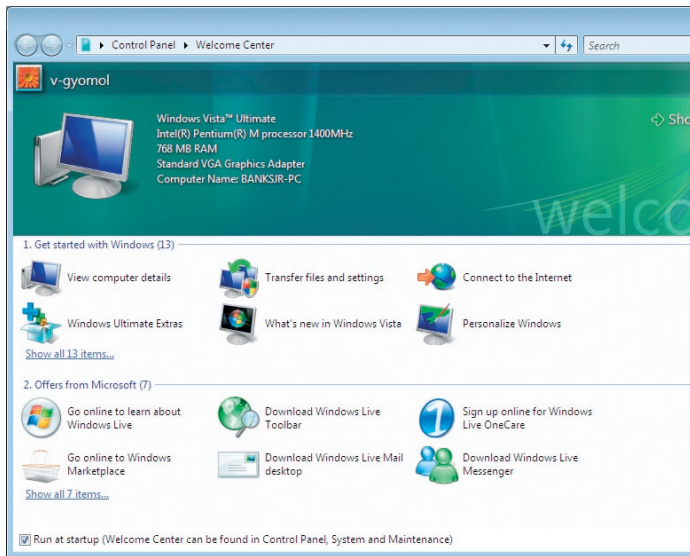 Control Panel ▸ Welcome Center
Search
v-gyomol
Windows Vista™ Ultimate
Intel(R) Pentium(R) M processor 1400MHz
768 MB RAM
Standard VGA Graphics Adapter
Computer Name: BANKSJR-PC
1. Get started with Windows (13)
View computer details
Transfer files and settings
Connect to the Internet
Windows Ultimate Extras
What's new in Windows Vista
Personalize Windows
Show all 13 items...
2. Offers from Microsoft (7)
Go online to learn about
Windows Live
Download Windows Live
Toolbar
Sign up online for Windows
Live OneCare
Go online to Windows
Marketplace
Download Windows Live Mail
desktop
Download Windows Live
Messenger
Show all 7 items...
Run at startup (Welcome Center can be found in Control Panel, System and Maintenance)